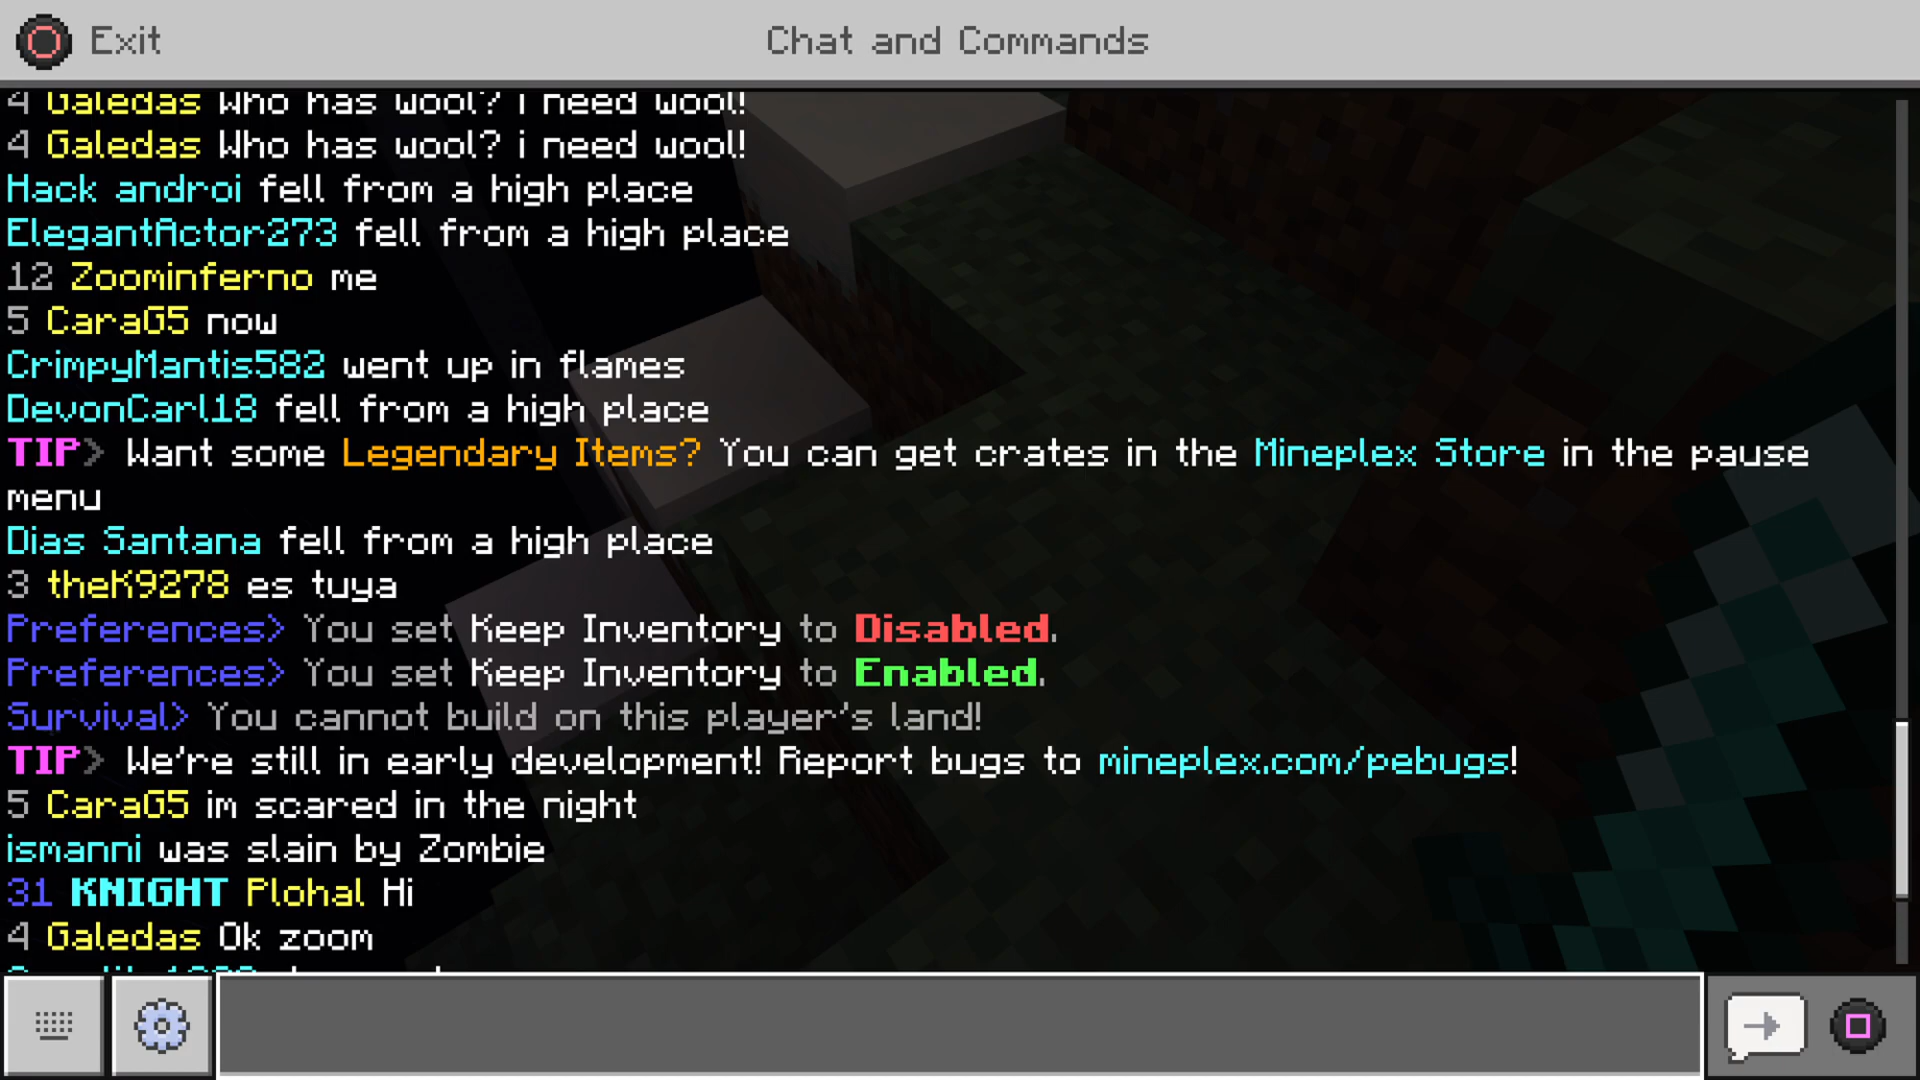 Exit
Chat and Commands
4 Galedas Who has wool? i need wool!
4 Galedas Who has wool? i need wool!
Hack androi fell from a high place
ElegantActor273 fell from a high place
12 Zoominferno me
5 CaraG5 now
CrimpyMantis582 went up in flames
DevonCarl18 fell from a high place
TIP> Want some Legendary Items? You can get crates in the Mineplex Store in the pause
menu
Dias Santana fell from a high place
3 theK9278 es tuya
Preferences> You set Keep Inventory to Disabled.
Preferences> You set Keep Inventory to Enabled.
Survival> You cannot build on this player's land!
TIP> We're still in early development! Report bugs to mineplex.com/pebugs!
5 CaraG5 im scared in the night
ismanni was slain by Zombie
31 KNIGHT Plohal Hi
4 Galedas Ok zoom